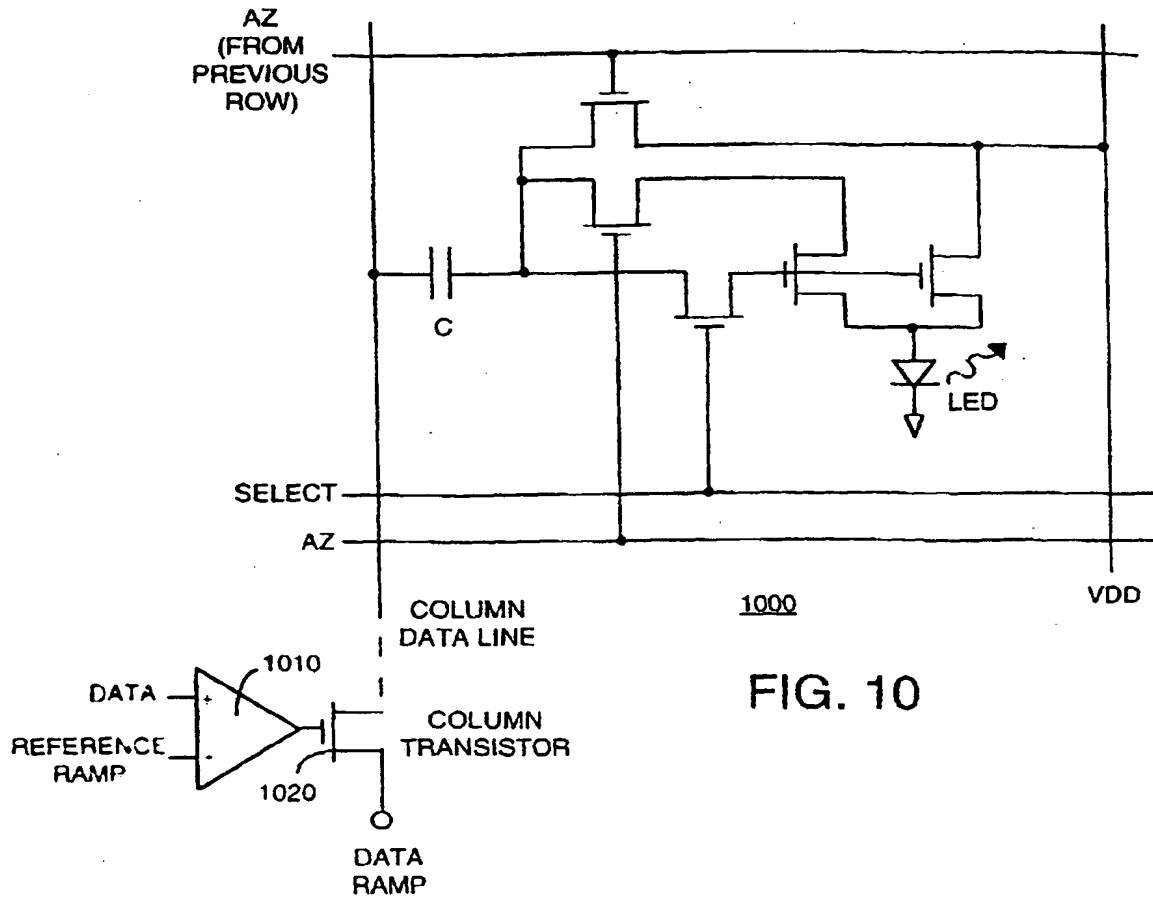 AZ
(FROM
PREVIOUS
ROW)
C
LED
SELECT
AZ
VDD
1000
COLUMN
DATA LINE
1010
DATA
+
REFERENCE
RAMP
-
1020
COLUMN
TRANSISTOR
DATA
RAMP
FIG. 10